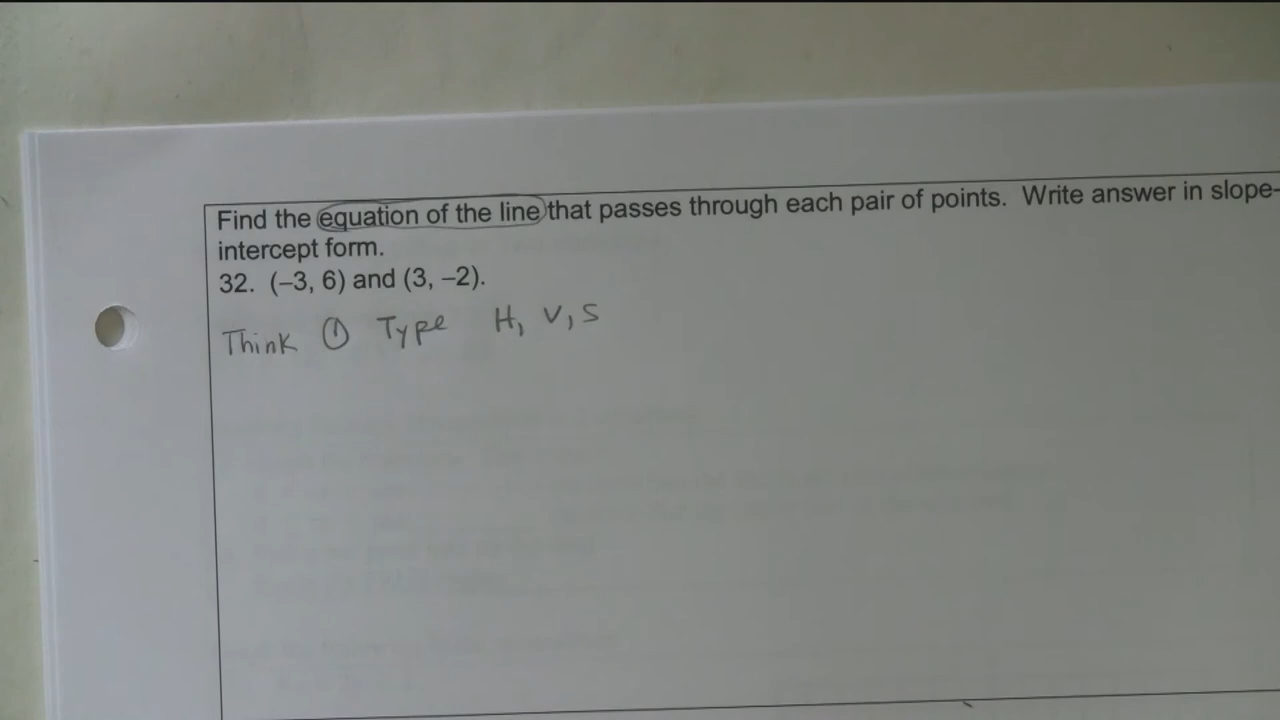 Find the equation of the line that passes through each pair of points. Write answer in slope-
intercept form.
32. (–3, 6) and (3, –2).
Think ① Type H, V, S